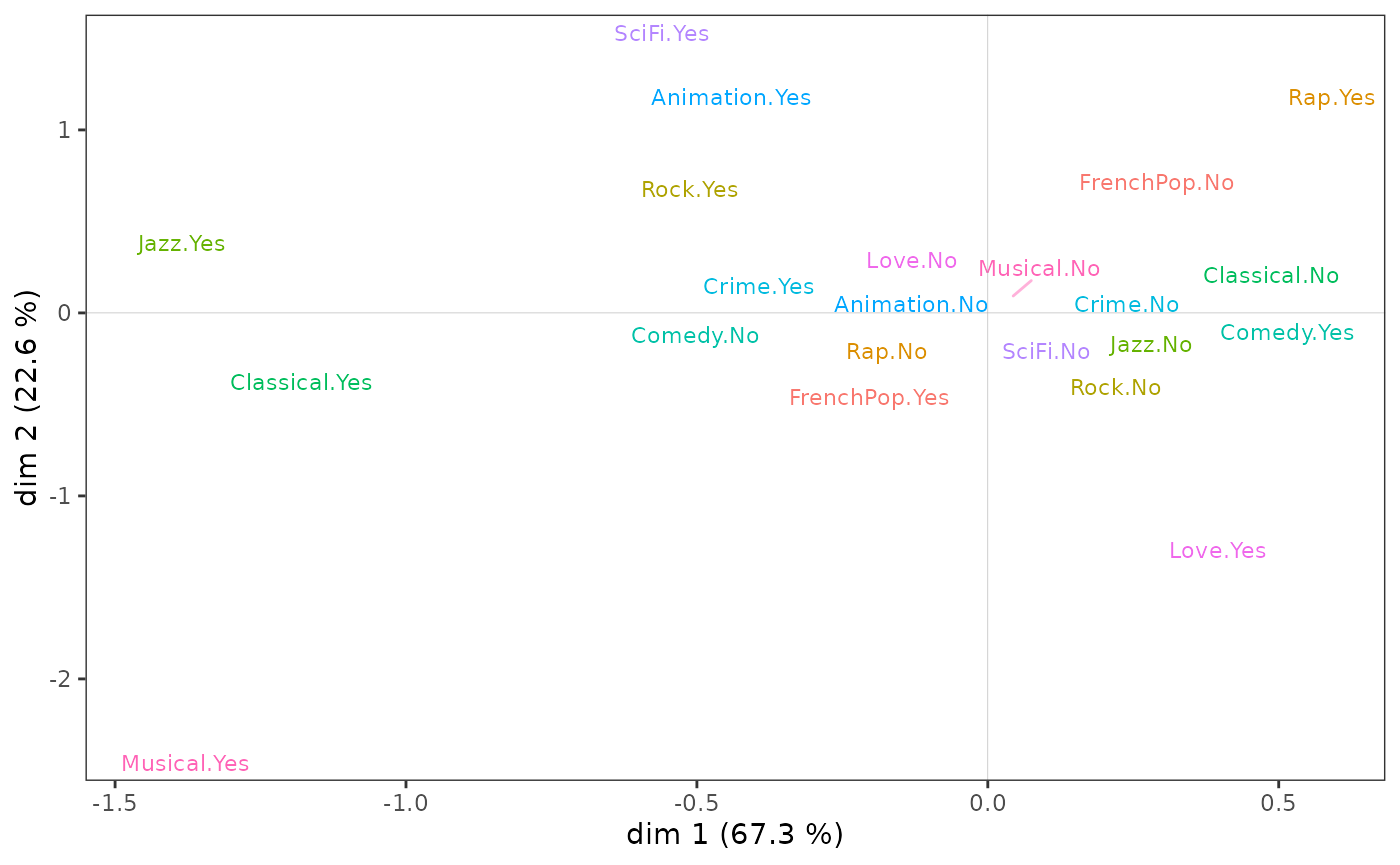 SciFi.Yes
Animation.Yes
Rap.Yes
1
Rock.Yes
FrenchPop.No
Jazz.Yes
Love.No
Musical.No
Classical.No
Crime.Yes
Animation.No
Crime.No
0
Comedy.No
Comedy.Yes
Rap.No
SciFi.No
Jazz.No
Classical.Yes
Rock.No
FrenchPop.Yes
dim 2 (22.6 %)
-1
Love.Yes
-2
Musical.Yes
-1.5
-1.0
-0.5
0.0
0.5
dim 1 (67.3 %)